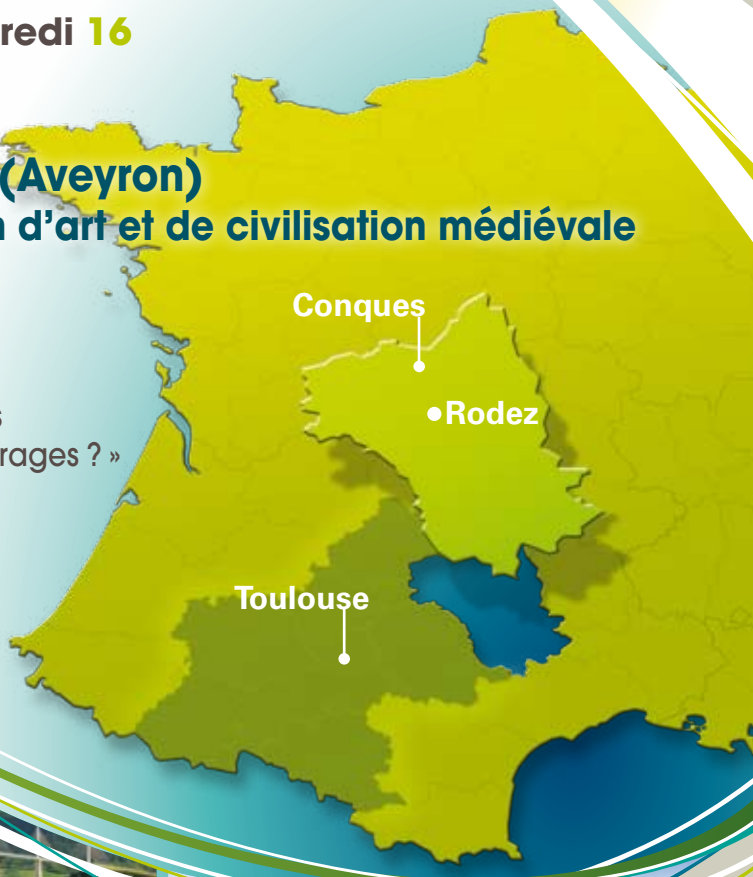 redi 16
(Aveyron)
n d'art et de civilisation médiévale
Conques
s
rages ? »
Rodez
Toulouse